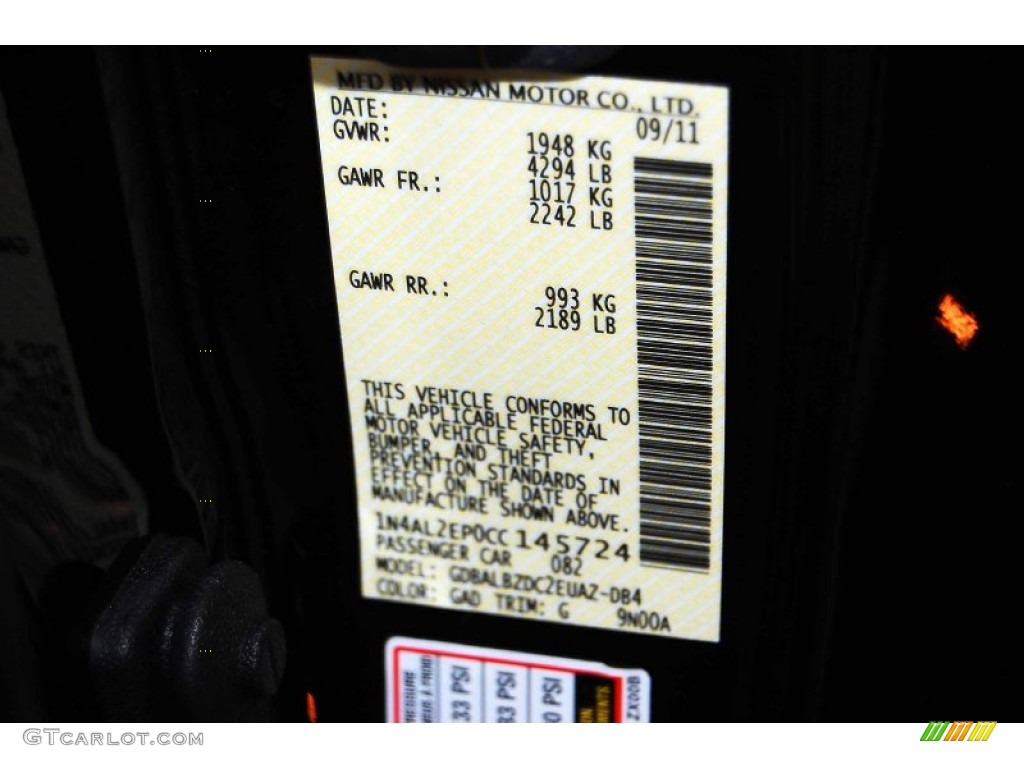 MFD BY NISSAN MOTOR CO., LTD.
DATE: 09/11
GVWR: 1948 KG
4294 LB
GAWR FR.: 1017 KG
2242 LB
GAWR RR.: 993 KG
2189 LB
THIS VEHICLE CONFORMS TO
ALL APPLICABLE FEDERAL
MOTOR VEHICLE SAFETY,
BUMPER, AND THEFT
PREVENTION STANDARDS IN
EFFECT ON THE DATE OF
MANUFACTURE SHOWN ABOVE.
1N4AL2EP0CC145724
PASSENGER CAR 082
MODEL: GDBALBZDC2EUAZ-DB4
COLOR: GAD TRIM: G 9N00A
33 PSI
33 PSI
0 PSI
ZX00B
GTCARLOT.COM